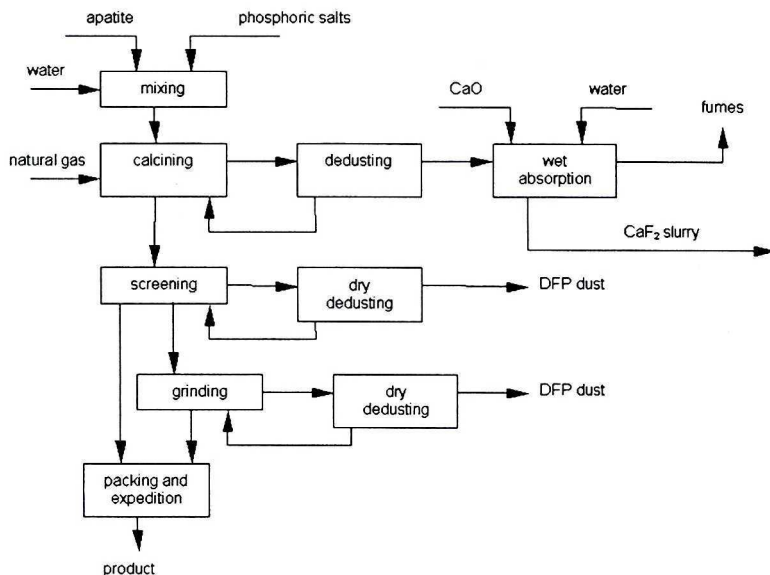 apatite
phosphoric salts
water
mixing
CaO
water
fumes
natural gas
calcining
dedusting
wet
absorption
CaF₂ slurry
screening
dry
dedusting
DFP dust
grinding
dry
dedusting
DFP dust
packing and
expedition
product